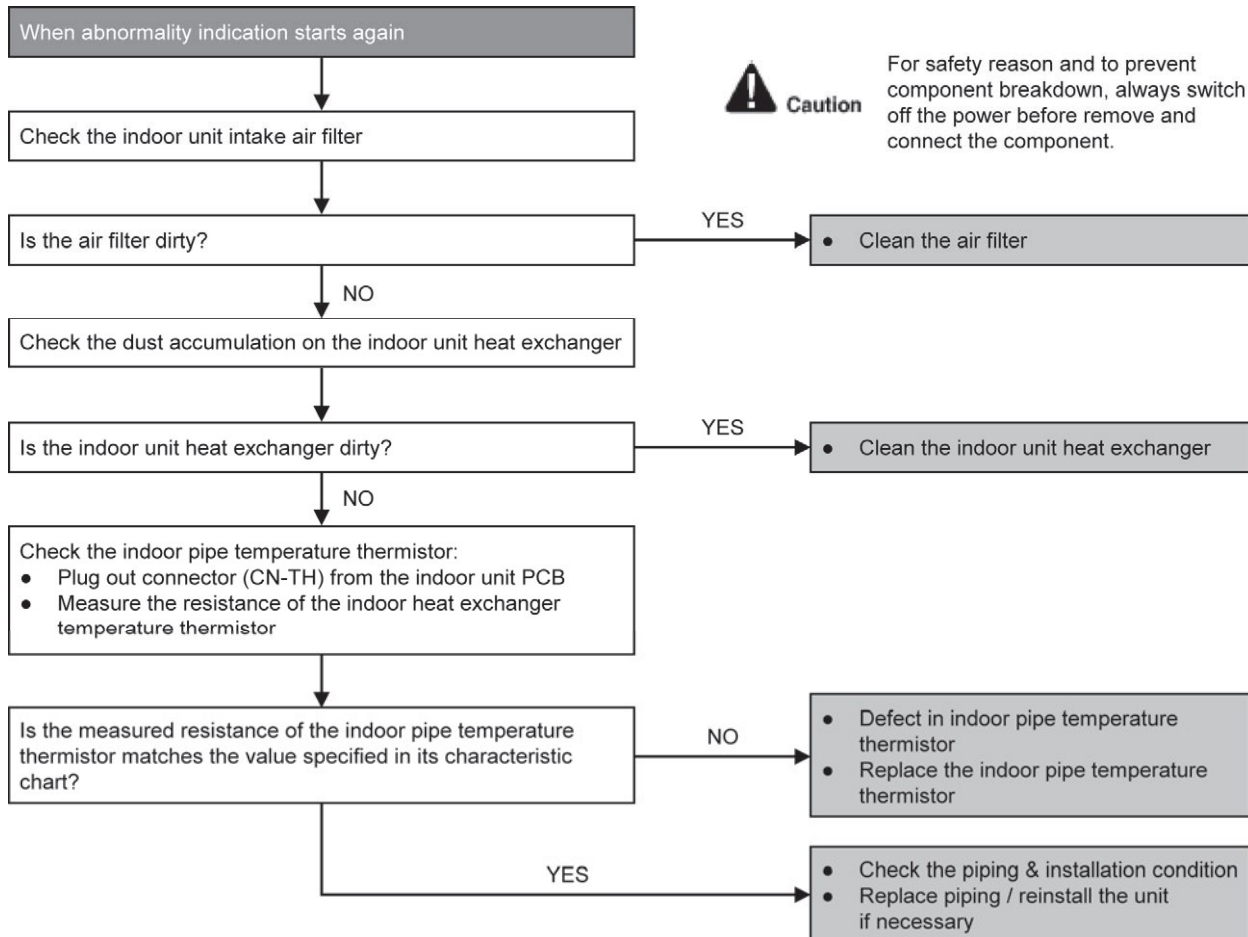 When abnormality indication starts again
For safety reason and to prevent
component breakdown, always switch
off the power before remove and
connect the component.
Caution
Check the indoor unit intake air filter
Is the air filter dirty?
YES
● Clean the air filter
NO
Check the dust accumulation on the indoor unit heat exchanger
Is the indoor unit heat exchanger dirty?
YES
● Clean the indoor unit heat exchanger
NO
Check the indoor pipe temperature thermistor:
● Plug out connector (CN-TH) from the indoor unit PCB
● Measure the resistance of the indoor heat exchanger
temperature thermistor
Is the measured resistance of the indoor pipe temperature
thermistor matches the value specified in its characteristic
chart?
NO
● Defect in indoor pipe temperature
thermistor
● Replace the indoor pipe temperature
thermistor
YES
● Check the piping & installation condition
● Replace piping / reinstall the unit
if necessary